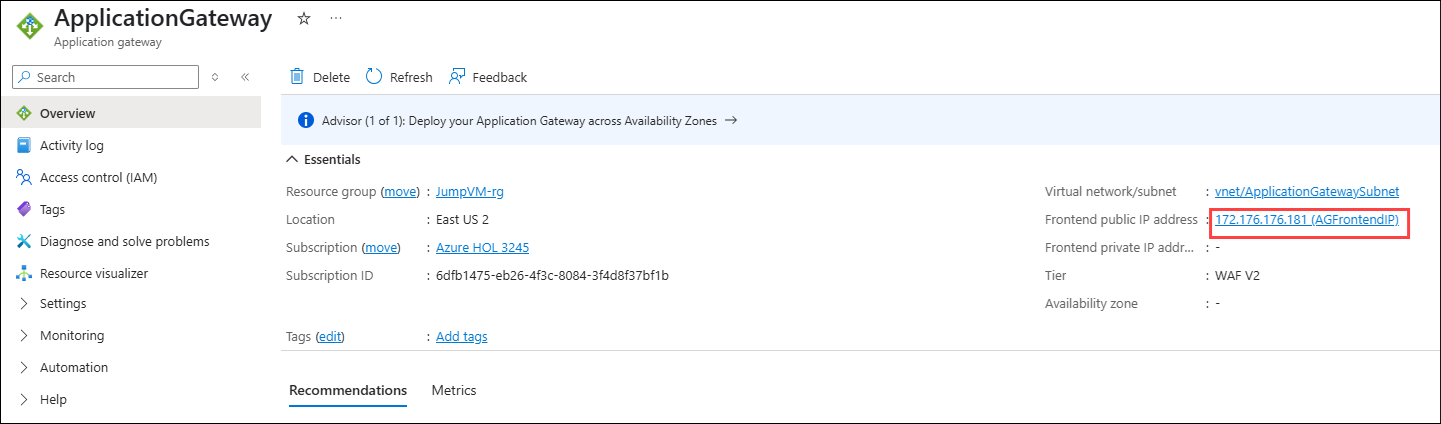 ApplicationGateway ☆ ...
Application gateway
Search
Delete Refresh Feedback
Overview
Activity log
Access control (IAM)
Tags
Diagnose and solve problems
Resource visualizer
Settings
Monitoring
Automation
Help
Advisor (1 of 1): Deploy your Application Gateway across Availability Zones →
Essentials
Resource group (move) : JumpVM-rg
Location : East US 2
Subscription (move) : Azure HOL 3245
Subscription ID : 6dfb1475-eb26-4f3c-8084-3f4d8f37bf1b
Tags (edit) : Add tags
Virtual network/subnet : vnet/ApplicationGatewaySubnet
Frontend public IP address : 172.176.176.181 (AGFrontendIP)
Frontend private IP addr... : -
Tier : WAF V2
Availability zone : -
Recommendations Metrics